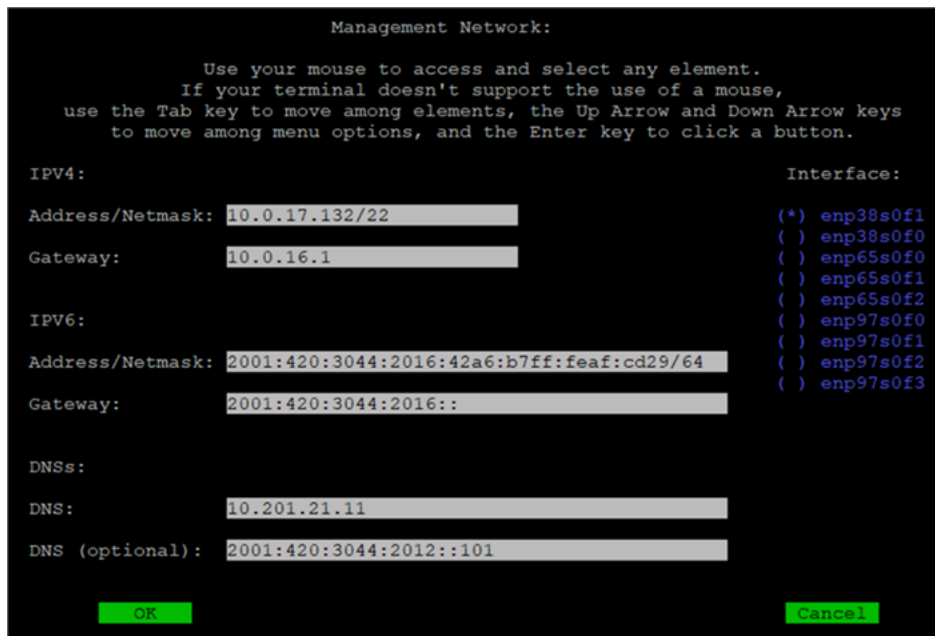 Management Network:
Use your mouse to access and select any element.
If your terminal doesn't support the use of a mouse,
use the Tab key to move among elements, the Up Arrow and Down Arrow keys
to move among menu options, and the Enter key to click a button.
IPV4:
Address/Netmask: 10.0.17.132/22
Gateway: 10.0.16.1
IPV6:
Address/Netmask: 2001:420:3044:2016:42a6:b7ff:feaf:cd29/64
Gateway: 2001:420:3044:2016::
DNSs:
DNS: 10.201.21.11
DNS (optional): 2001:420:3044:2012::101
Interface:
(*) enp38s0f1
( ) enp38s0f0
( ) enp65s0f0
( ) enp65s0f1
( ) enp65s0f2
( ) enp97s0f0
( ) enp97s0f1
( ) enp97s0f2
( ) enp97s0f3
OK
Cancel